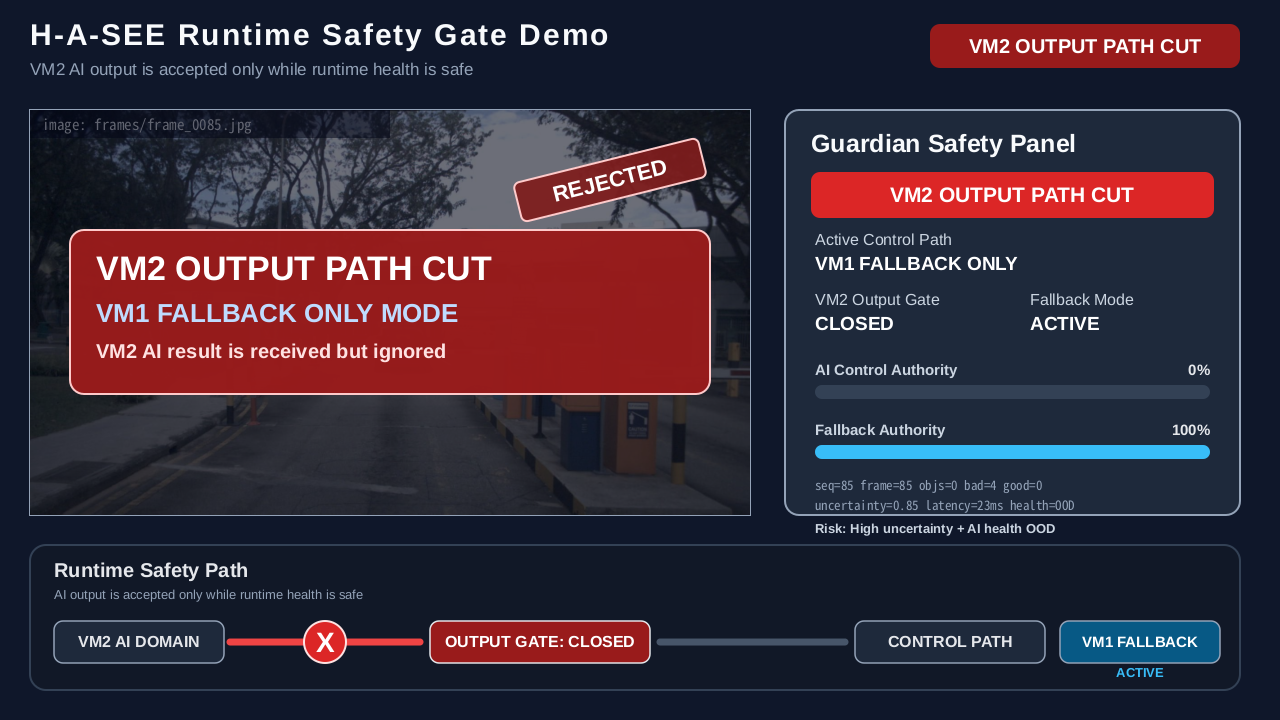 H-A-SEE Runtime Safety Gate Demo
VM2 AI output is accepted only while runtime health is safe
VM2 OUTPUT PATH CUT
image: frames/frame_0085.jpg
REJECTED
VM2 OUTPUT PATH CUT
VM1 FALLBACK ONLY MODE
VM2 AI result is received but ignored
Guardian Safety Panel
VM2 OUTPUT PATH CUT
Active Control Path
VM1 FALLBACK ONLY
VM2 Output Gate
CLOSED
Fallback Mode
ACTIVE
AI Control Authority 0%
Fallback Authority 100%
seq=85 frame=85 objs=0 bad=4 good=0
uncertainty=0.85 latency=23ms health=OOD
Risk: High uncertainty + AI health OOD
Runtime Safety Path
AI output is accepted only while runtime health is safe
VM2 AI DOMAIN
X
OUTPUT GATE: CLOSED
CONTROL PATH
VM1 FALLBACK
ACTIVE